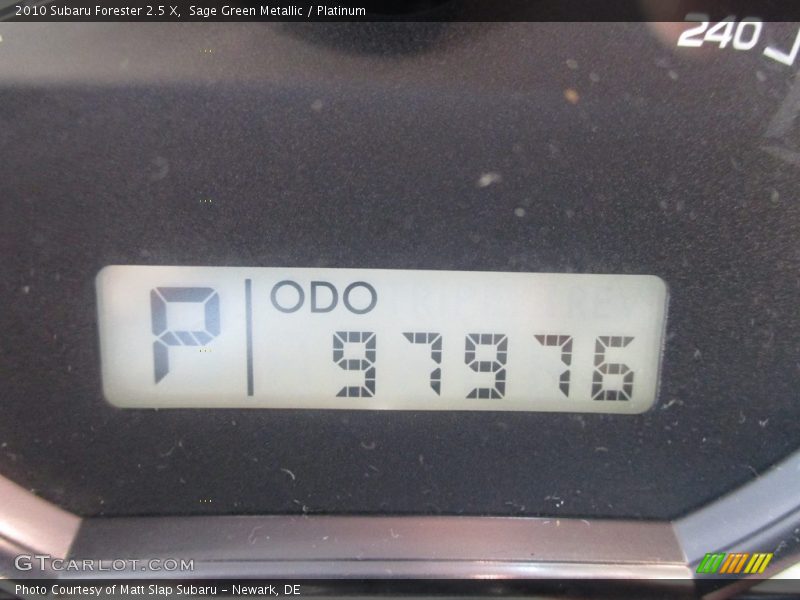 2010 Subaru Forester 2.5 X, Sage Green Metallic / Platinum
240
ODO
P 97976
GTCARLOT.COM
Photo Courtesy of Matt Slap Subaru - Newark, DE